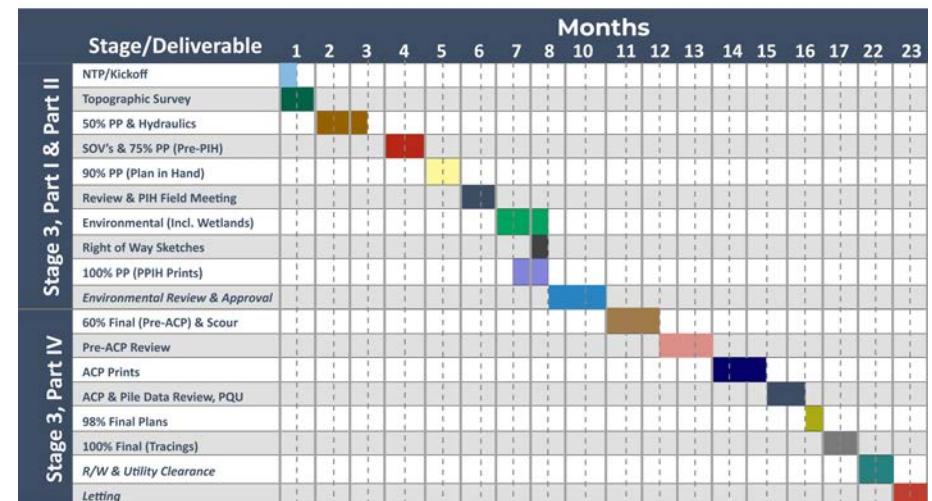 Months
Stage/Deliverable 1 2 3 4 5 6 7 8 10 11 12 13 14 15 16 17 22 23
Stage 3, Part I & Part II
NTP/Kickoff
Topographic Survey
50% PP & Hydraulics
SOV's & 75% PP (Pre-PIH)
90% PP (Plan in Hand)
Review & PIH Field Meeting
Environmental (Incl. Wetlands)
Right of Way Sketches
100% PP (PPIH Prints)
Environmental Review & Approval
Stage 3, Part IV
60% Final (Pre-ACP) & Scour
Pre-ACP Review
ACP Prints
ACP & Pile Data Review, PQU
98% Final Plans
100% Final (Tracings)
R/W & Utility Clearance
Letting